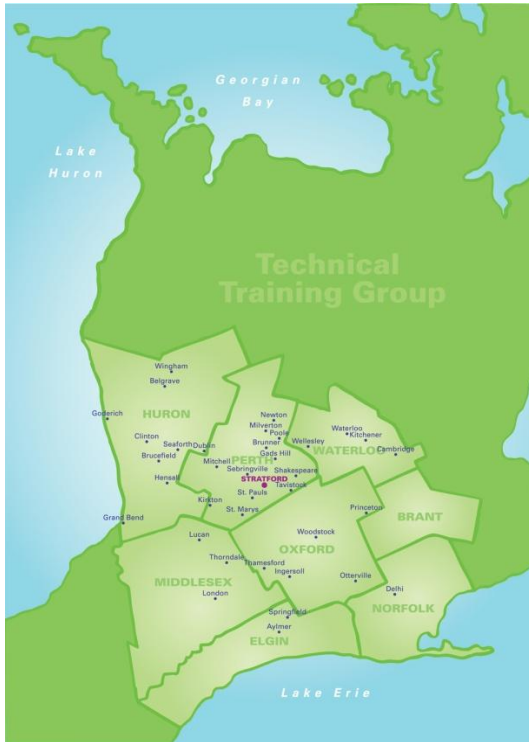 Georgian
Bay
Lake
Huron
Technical
Training Group
Wingham
Belgrave
Goderich
HURON
Newton
Milverton
Poole
Waterloo
Kitchener
Clinton
Seaforth
Dublin
Brunner
Wellesley
WATERLOO
Cambridge
Brucefield
Mitchell
PERTH
Gads Hill
Sebringville
Shakespeare
Hensall
STRATFORD
Tavistock
St. Pauls
Kirkton
St. Marys
Princeton
Grand Bend
BRANT
Lucan
Woodstock
OXFORD
Thorndale
Thamesford
Ingersoll
Otterville
MIDDLESEX
London
Delhi
NORFOLK
Springfield
Aylmer
ELGIN
Lake Erie